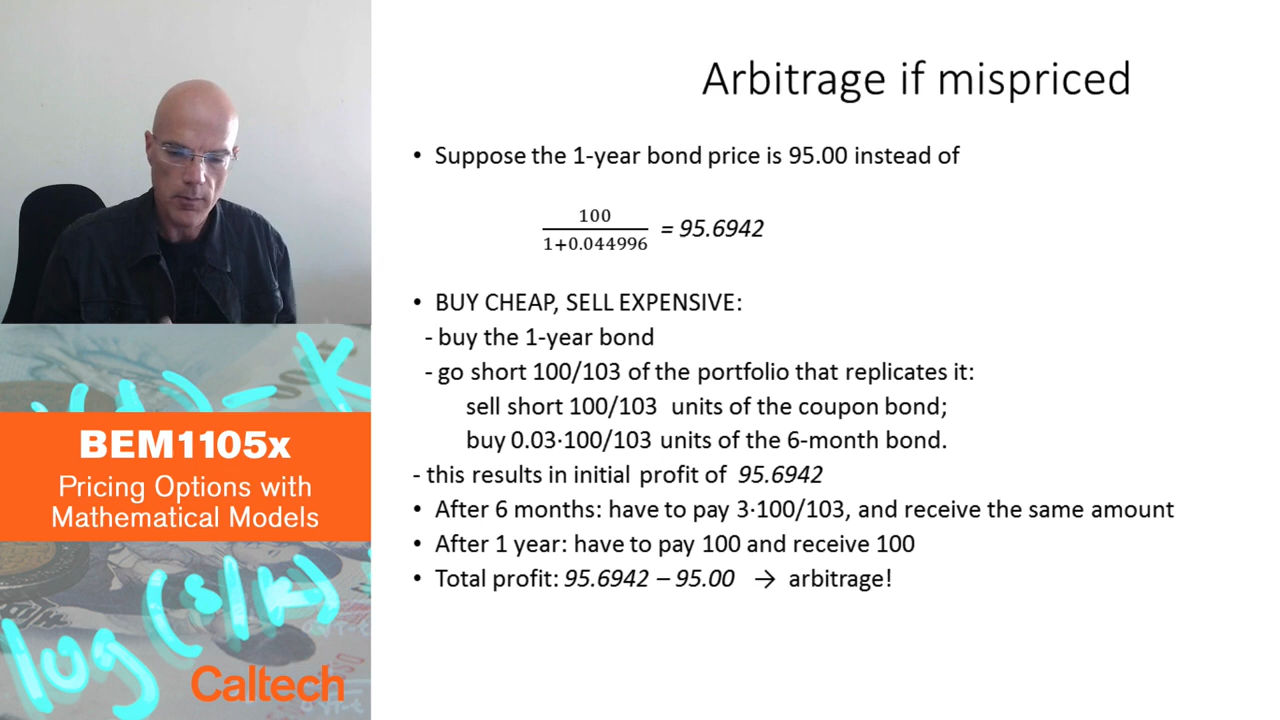 Arbitrage if mispriced
• Suppose the 1-year bond price is 95.00 instead of
100
1+0.044996
= 95.6942
• BUY CHEAP, SELL EXPENSIVE:
- buy the 1-year bond
- go short 100/103 of the portfolio that replicates it:
sell short 100/103 units of the coupon bond;
buy 0.03·100/103 units of the 6-month bond.
- this results in initial profit of 95.6942
• After 6 months: have to pay 3·100/103, and receive the same amount
• After 1 year: have to pay 100 and receive 100
• Total profit: 95.6942 – 95.00 → arbitrage!
BEM1105x
Pricing Options with
Mathematical Models
log(s/k)
Caltech